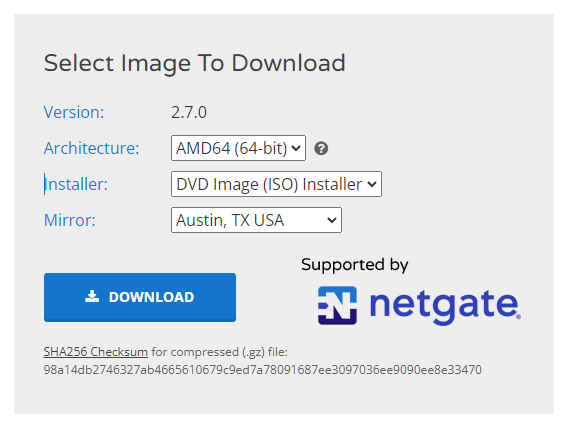 Select Image To Download
Version: 2.7.0
Architecture: AMD64 (64-bit)
Installer: DVD Image (ISO) Installer
Mirror: Austin, TX USA
Supported by
DOWNLOAD
netgate®
SHA256 Checksum for compressed (.gz) file:
98a14db2746327ab4665610679c9ed7a78091687ee3097036ee9090ee8e33470